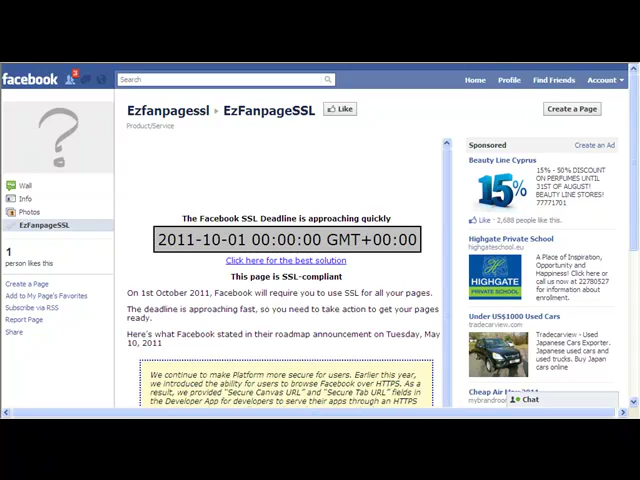 facebook
3
Search
Home Profile Find Friends Account
Ezfanpagessl EzFanpageSSL Like
Create a Page
Product/Service
Wall
Info
Photos
EzFanpageSSL
1
person likes this
Create a Page
Add to My Page's Favorites
Subscribe via RSS
Report Page
Share
The Facebook SSL Deadline is approaching quickly
2011-10-01 00:00:00 GMT+00:00
Click here for the best solution
This page is SSL-compliant
On 1st October 2011, Facebook will require you to use SSL for all your pages.
The deadline is approaching fast, so you need to take action to get your pages
ready.
Here's what Facebook stated in their roadmap announcement on Tuesday, May
10, 2011
We continue to make Platform more secure for users. Earlier this year,
we introduced the ability for users to browse Facebook over HTTPS. As a
result, we provided "Secure Canvas URL" and "Secure Tab URL" fields in
the Developer App for developers to serve their apps through an HTTPS
Sponsored Create an Ad
Beauty Line Cyprus
15%
15% - 50% DISCOUNT
ON PERFUMES UNTIL
31ST OF AUGUST!
BEAUTY LINE STORES!
77771701
Like · 2,688 people like this.
Highgate Private School
highgateschool.eu
HIGHGATE
PRIVATE SCHOOL
A Place of Inspiration,
Opportunity and
Happiness! Click here or
call us now at 22780527
for information about
enrollment.
Under US$1000 Used Cars
tradecarview.com
Tradecarview - Used
Japanese Cars Exporter.
Japanese used cars and
used trucks. Buy Japan
cars online
Cheap Air
Chat